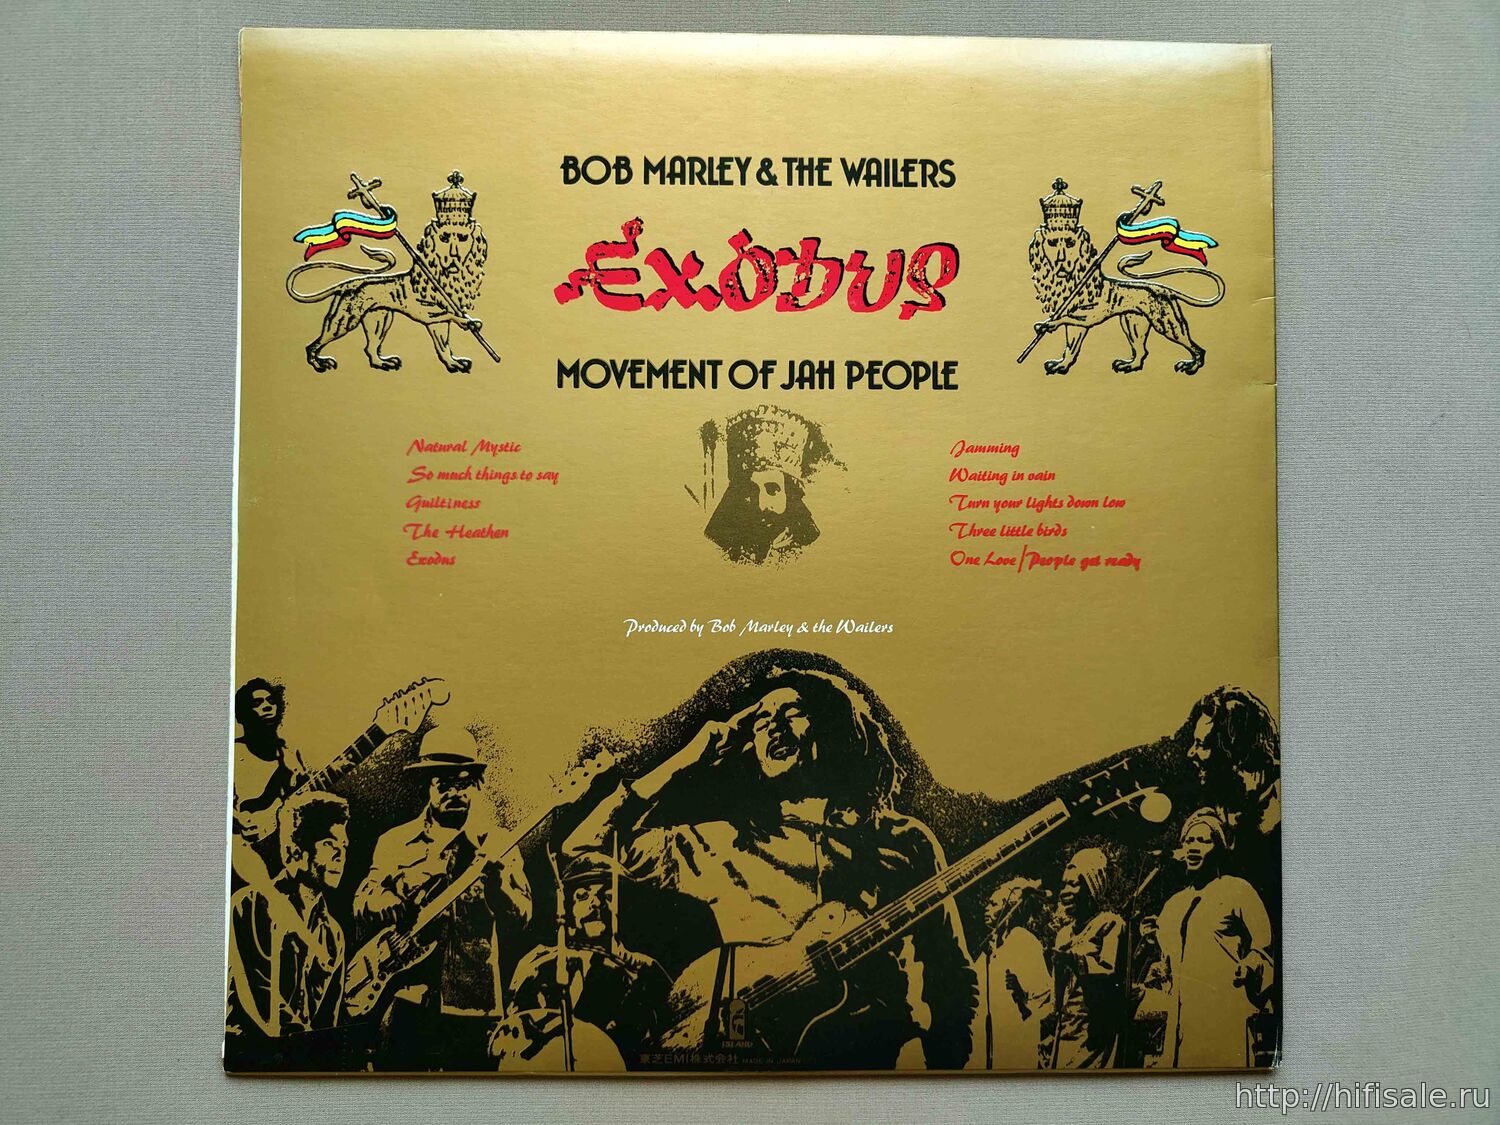 BOB MARLEY & THE WAILERS
EXODUS
MOVEMENT OF JAH PEOPLE
Natural Mystic
So much things to say
Guiltiness
The Heathen
Exodus
Jamming
Waiting in vain
Turn your lights down low
Three little birds
One Love/People get ready
Produced by Bob Marley & the Wailers
ISLAND
東芝EMI株式会社 MADE IN JAPAN
http://hifisale.ru